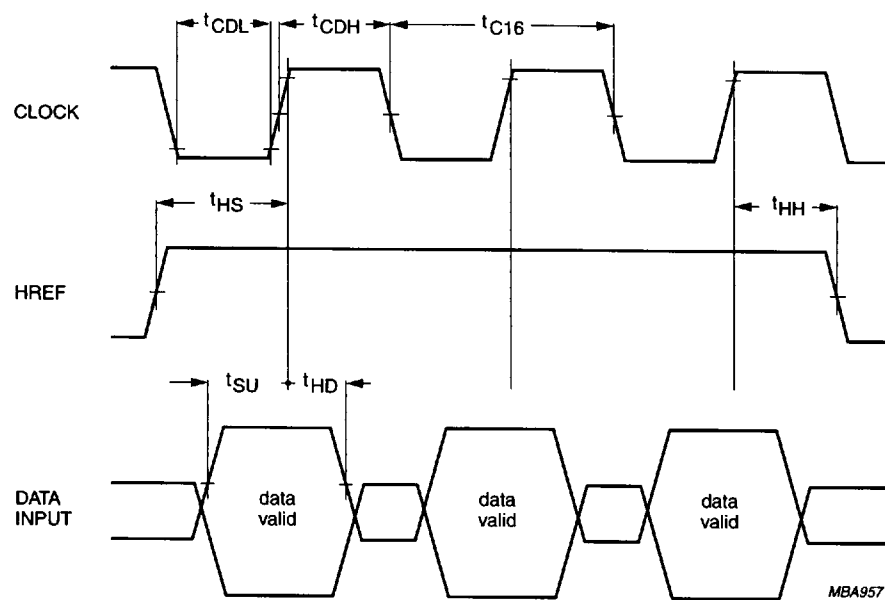 tCDL tCDH tC16
CLOCK
tHS tHH
HREF
tSU tHD
DATA
INPUT
data
valid
data
valid
data
valid
MBA957